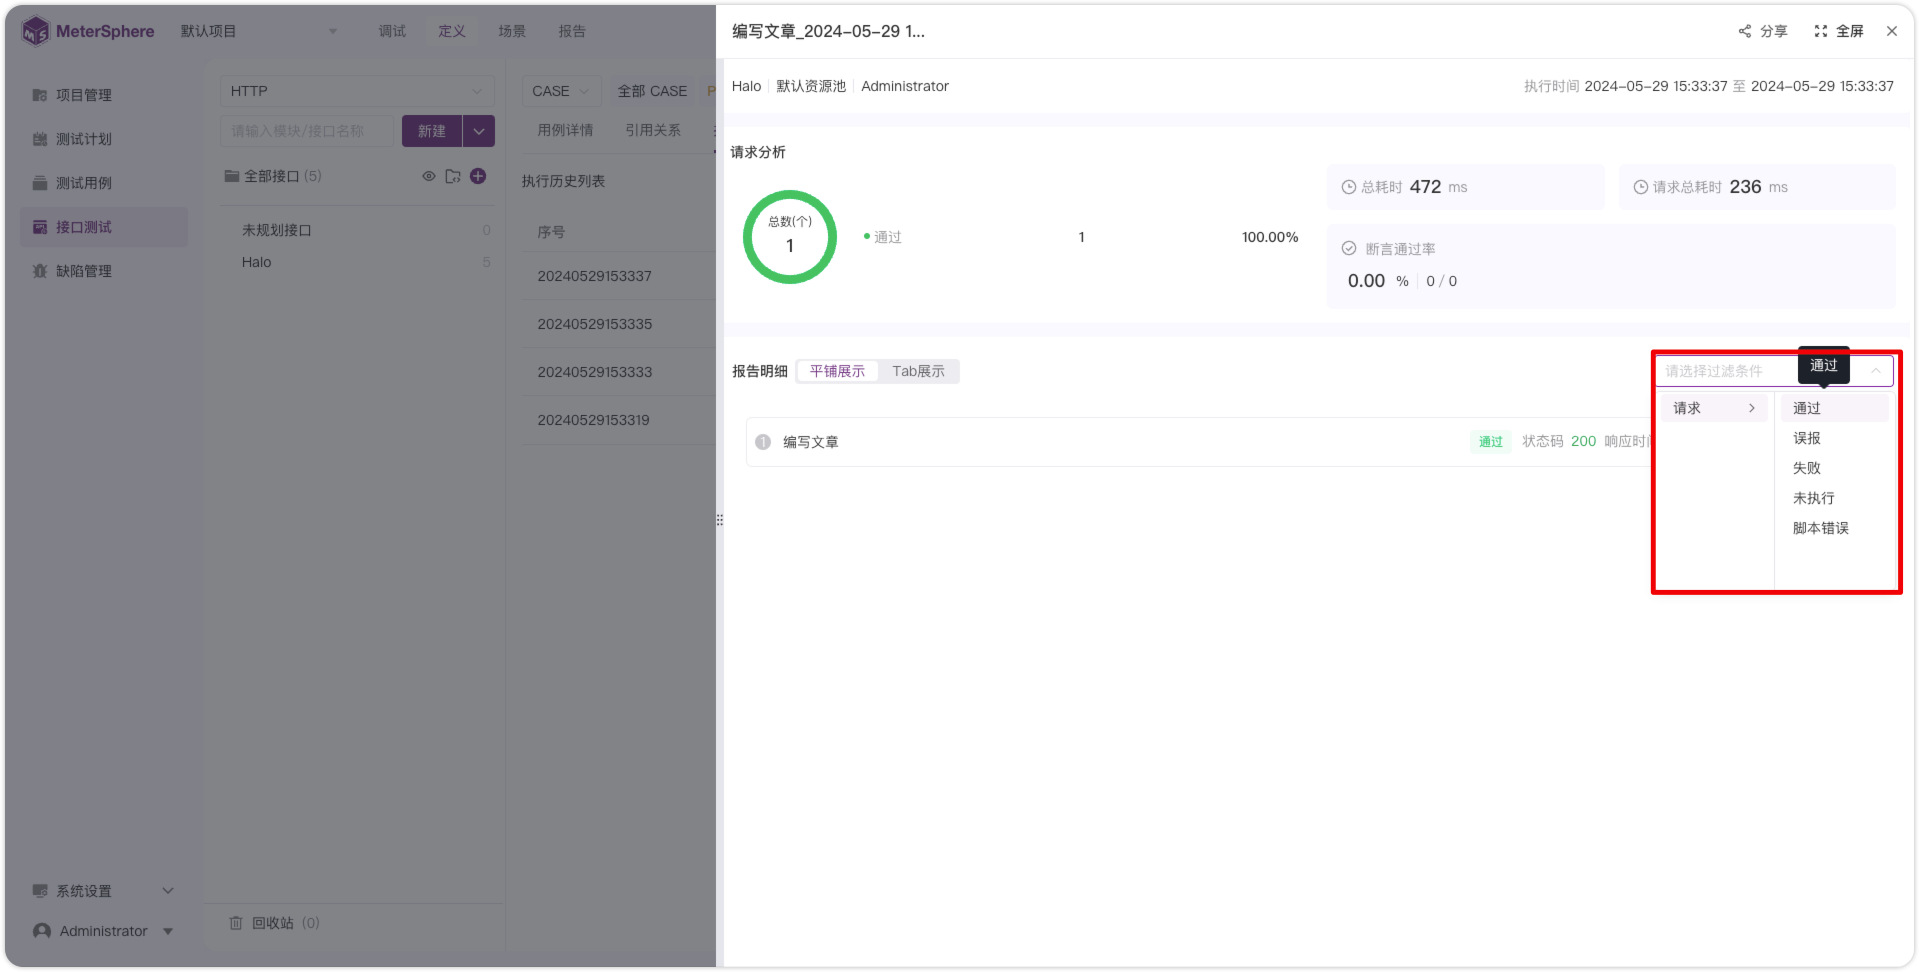 MeterSphere
默认项目
调试
定义
场景
报告
项目管理
测试计划
测试用例
接口测试
缺陷管理
系统设置
Administrator
HTTP
请输入模块/接口名称
新建
全部接口 (5)
未规划接口 0
Halo 5
回收站 (0)
CASE
全部 CASE
P
用例详情
引用关系
执行历史列表
序号
20240529153337
20240529153335
20240529153333
20240529153319
编写文章_2024-05-29 1...
分享
全屏
Halo 默认资源池 Administrator
执行时间 2024-05-29 15:33:37 至 2024-05-29 15:33:37
请求分析
总数(个)
1
通过 1 100.00%
总耗时 472 ms
请求总耗时 236 ms
断言通过率
0.00 % 0 / 0
报告明细
平铺展示
Tab展示
请选择过滤条件
通过
1 编写文章
通过 状态码 200 响应时
请求
通过
误报
失败
未执行
脚本错误